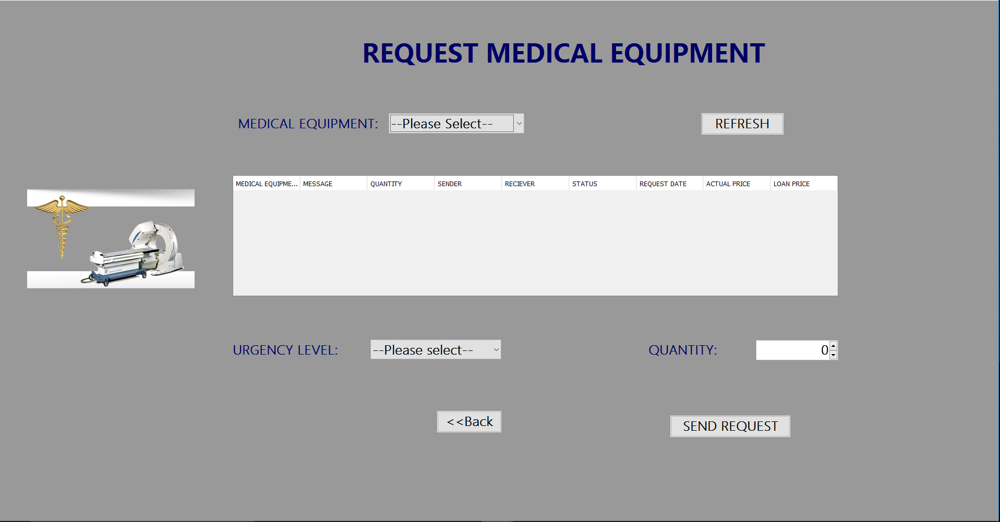 REQUEST MEDICAL EQUIPMENT
MEDICAL EQUIPMENT: --Please Select-- REFRESH
MEDICAL EQUIPME... MESSAGE QUANTITY SENDER RECIEVER STATUS REQUEST DATE ACTUAL PRICE LOAN PRICE
URGENCY LEVEL: --Please select-- QUANTITY: 0
<<Back SEND REQUEST